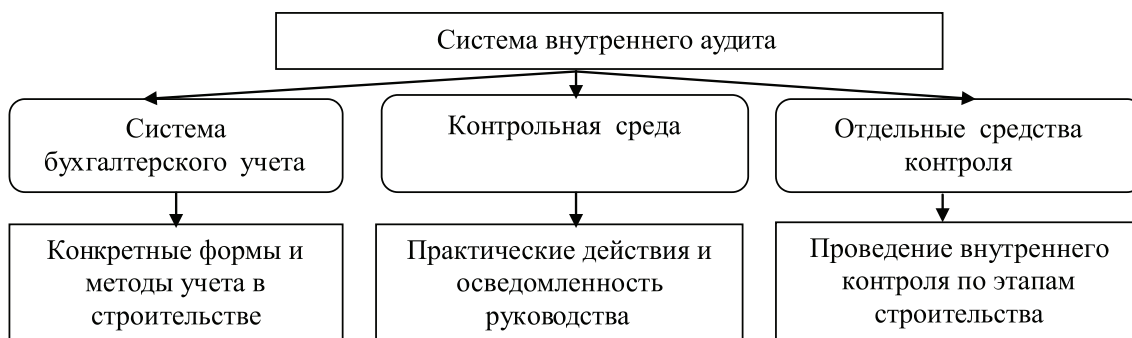 Система внутреннего аудита
Система
бухгалтерского учета
Контрольная среда
Отдельные средства
контроля
Конкретные формы и
методы учета в
строительстве
Практические действия и
осведомленность
руководства
Проведение внутреннего
контроля по этапам
строительства